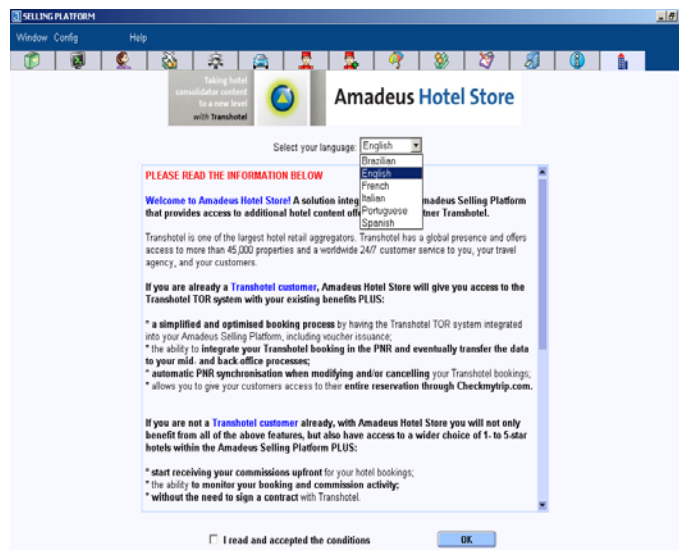 SELLING PLATFORM
Window Config Help
Taking hotel
consolidator content
to a new level
with Transhotel
Amadeus Hotel Store
Select your language: English
Brazilian
English
French
Italian
Portuguese
Spanish
PLEASE READ THE INFORMATION BELOW
Welcome to Amadeus Hotel Store! A solution integ madeus Selling Platform
that provides access to additional hotel content off tner Transhotel.
Transhotel is one of the largest hotel retail aggregators. Transhotel has a global presence and offers
access to more than 45,000 properties and a worldwide 24/7 customer service to you, your travel
agency, and your customers.
If you are already a Transhotel customer, Amadeus Hotel Store will give you access to the
Transhotel TOR system with your existing benefits PLUS:
* a simplified and optimised booking process by having the Transhotel TOR system integrated
into your Amadeus Selling Platform, including voucher issuance;
* the ability to integrate your Transhotel booking in the PNR and eventually transfer the data
to your mid- and back-office processes;
* automatic PNR synchronisation when modifying and/or cancelling your Transhotel bookings;
* allows you to give your customers access to their entire reservation through Checkmytrip.com.
If you are not a Transhotel customer already, with Amadeus Hotel Store you will not only
benefit from all of the above features, but also have access to a wider choice of 1- to 5-star
hotels within the Amadeus Selling Platform PLUS:
* start receiving your commissions upfront for your hotel bookings;
* the ability to monitor your booking and commission activity;
* without the need to sign a contract with Transhotel.
I read and accepted the conditions OK